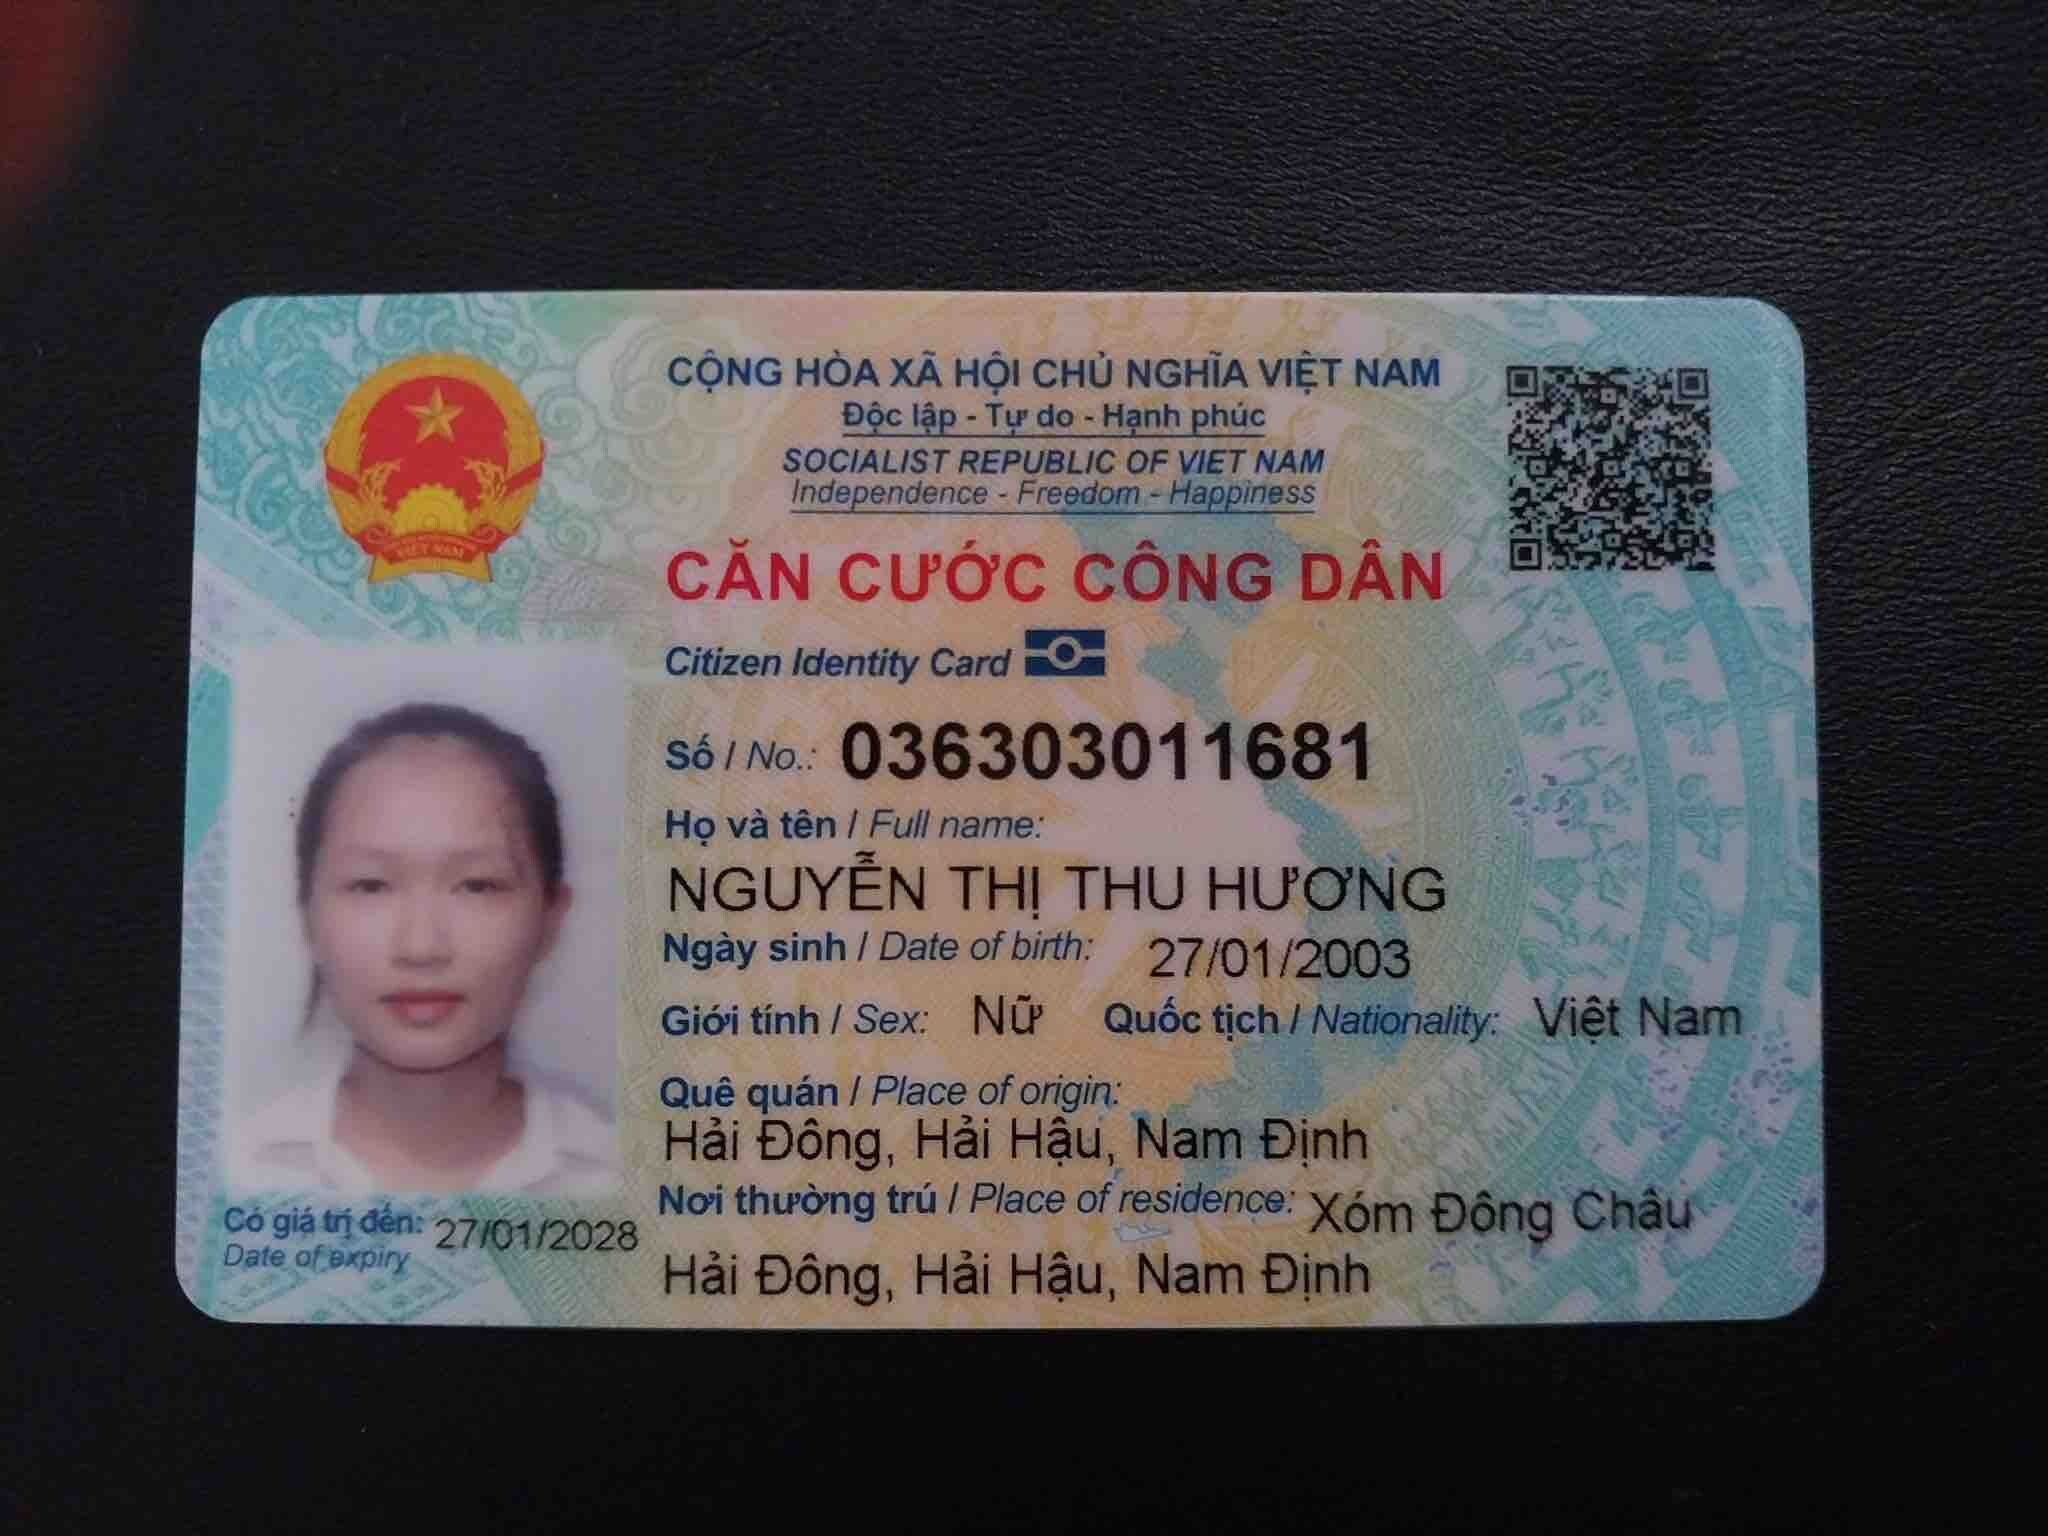 CỘNG HÒA XÃ HỘI CHỦ NGHĨA VIỆT NAM
Độc lập - Tự do - Hạnh phúc
SOCIALIST REPUBLIC OF VIET NAM
Independence - Freedom - Happiness
VIỆT NAM
CĂN CƯỚC CÔNG DÂN
Citizen Identity Card
Số / No.: 036303011681
Họ và tên / Full name:
NGUYỄN THỊ THU HƯƠNG
Ngày sinh / Date of birth: 27/01/2003
Giới tính / Sex: Nữ Quốc tịch / Nationality: Việt Nam
Quê quán / Place of origin:
Hải Đông, Hải Hậu, Nam Định
Nơi thường trú / Place of residence: Xóm Đông Châu
Hải Đông, Hải Hậu, Nam Định
Có giá trị đến: 27/01/2028
Date of expiry